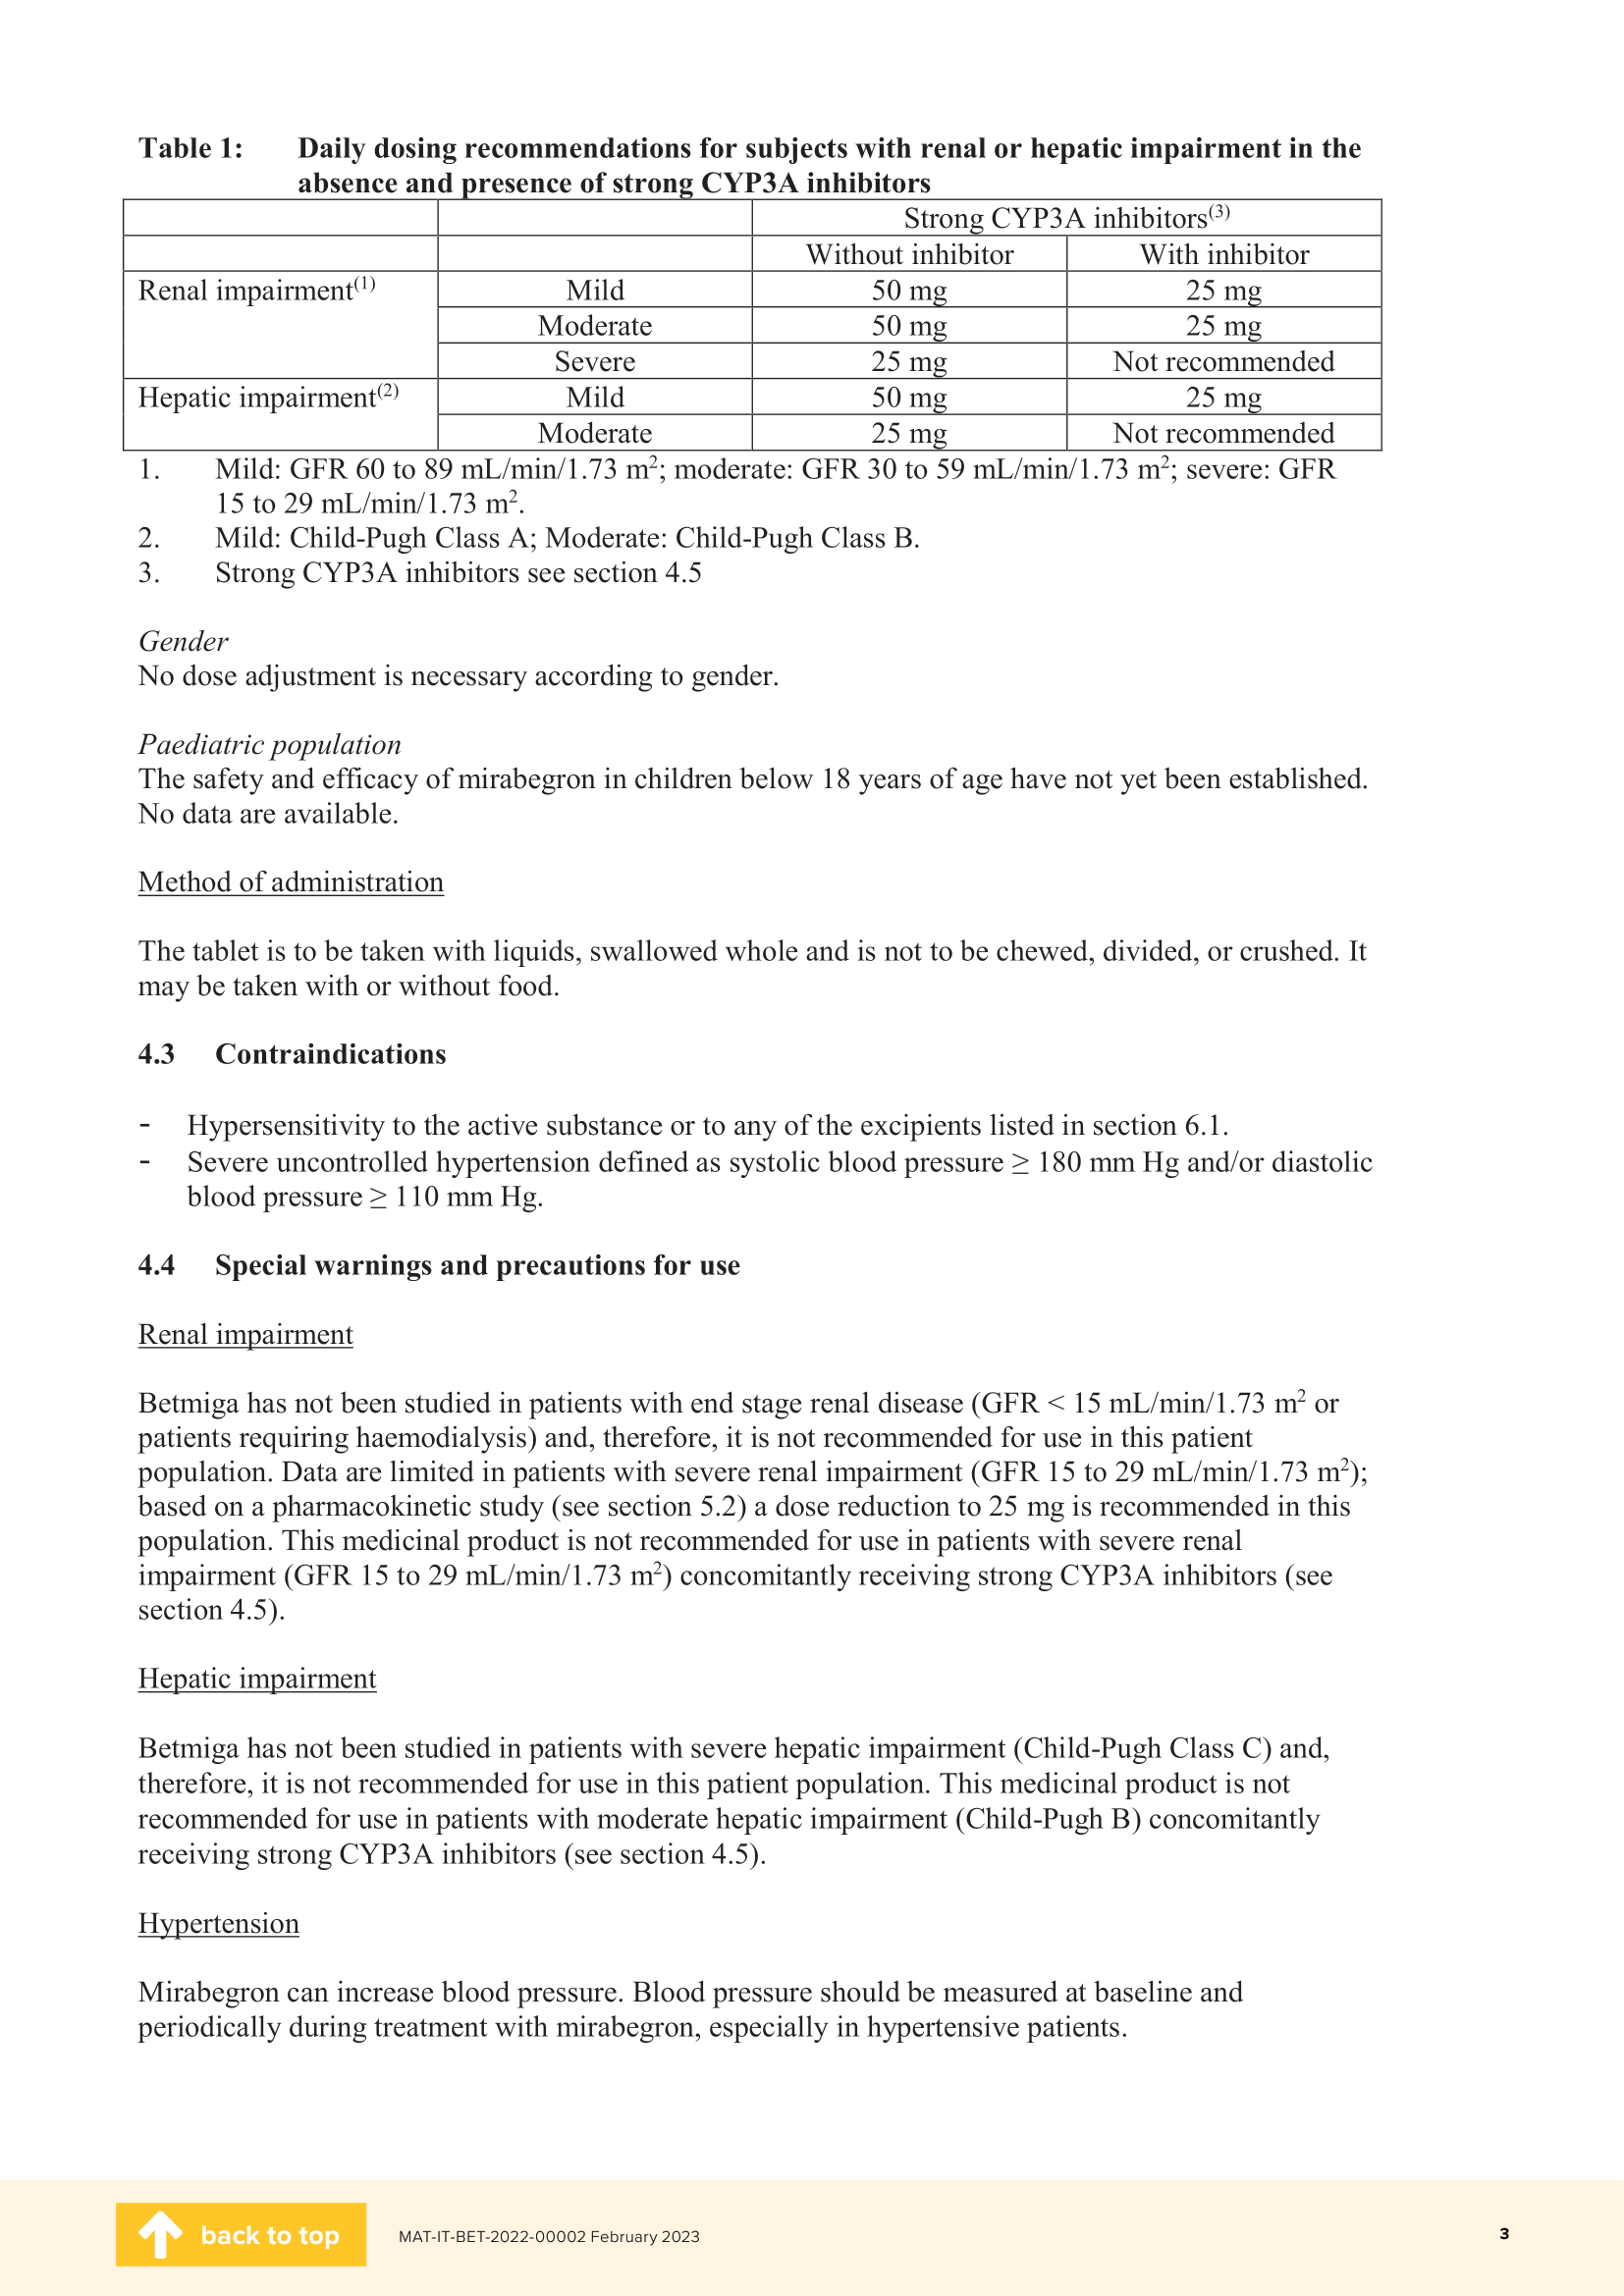 Table 1: Daily dosing recommendations for subjects with renal or hepatic impairment in the
absence and presence of strong CYP3A inhibitors
Strong CYP3A inhibitors(3)
Without inhibitor With inhibitor
Renal impairment(1) Mild 50 mg 25 mg
Moderate 50 mg 25 mg
Severe 25 mg Not recommended
Hepatic impairment(2) Mild 50 mg 25 mg
Moderate 25 mg Not recommended
1. Mild: GFR 60 to 89 mL/min/1.73 m2; moderate: GFR 30 to 59 mL/min/1.73 m2; severe: GFR
15 to 29 mL/min/1.73 m2.
2. Mild: Child-Pugh Class A; Moderate: Child-Pugh Class B.
3. Strong CYP3A inhibitors see section 4.5
Gender
No dose adjustment is necessary according to gender.
Paediatric population
The safety and efficacy of mirabegron in children below 18 years of age have not yet been established.
No data are available.
Method of administration
The tablet is to be taken with liquids, swallowed whole and is not to be chewed, divided, or crushed. It
may be taken with or without food.
4.3 Contraindications
- Hypersensitivity to the active substance or to any of the excipients listed in section 6.1.
- Severe uncontrolled hypertension defined as systolic blood pressure ≥ 180 mm Hg and/or diastolic
blood pressure ≥ 110 mm Hg.
4.4 Special warnings and precautions for use
Renal impairment
Betmiga has not been studied in patients with end stage renal disease (GFR < 15 mL/min/1.73 m2 or
patients requiring haemodialysis) and, therefore, it is not recommended for use in this patient
population. Data are limited in patients with severe renal impairment (GFR 15 to 29 mL/min/1.73 m2);
based on a pharmacokinetic study (see section 5.2) a dose reduction to 25 mg is recommended in this
population. This medicinal product is not recommended for use in patients with severe renal
impairment (GFR 15 to 29 mL/min/1.73 m2) concomitantly receiving strong CYP3A inhibitors (see
section 4.5).
Hepatic impairment
Betmiga has not been studied in patients with severe hepatic impairment (Child-Pugh Class C) and,
therefore, it is not recommended for use in this patient population. This medicinal product is not
recommended for use in patients with moderate hepatic impairment (Child-Pugh B) concomitantly
receiving strong CYP3A inhibitors (see section 4.5).
Hypertension
Mirabegron can increase blood pressure. Blood pressure should be measured at baseline and
periodically during treatment with mirabegron, especially in hypertensive patients.
back to top MAT-IT-BET-2022-00002 February 2023 3